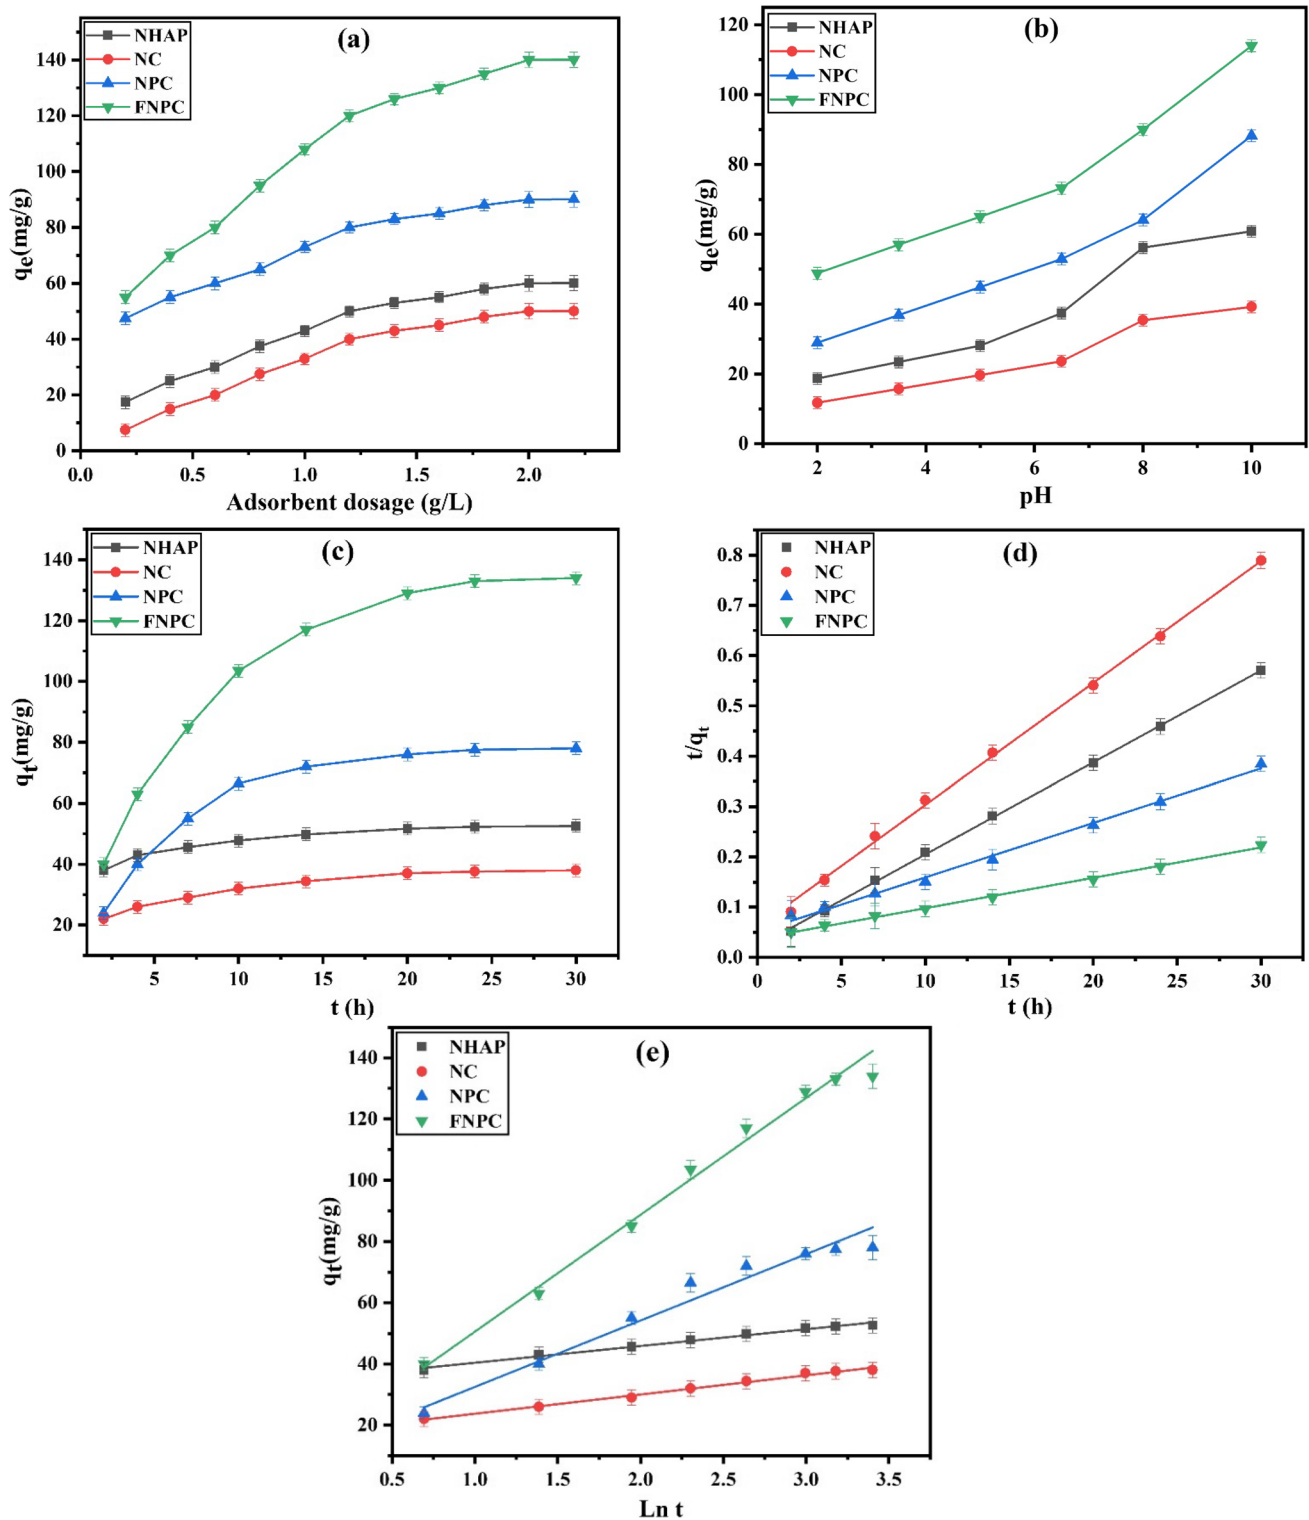 (a)
NHAP
NC
NPC
FNPC
140
120
100
80
60
40
20
0
qe(mg/g)
0.0 0.5 1.0 1.5 2.0
Adsorbent dosage (g/L)
(b)
NHAP
NC
NPC
FNPC
120
100
80
60
40
20
0
qe(mg/g)
2 4 6 8 10
pH
(c)
NHAP
NC
NPC
FNPC
140
120
100
80
60
40
20
qt(mg/g)
5 10 15 20 25 30
t (h)
(d)
NHAP
NC
NPC
FNPC
0.8
0.7
0.6
0.5
0.4
0.3
0.2
0.1
0.0
t/qt
0 5 10 15 20 25 30
t (h)
(e)
NHAP
NC
NPC
FNPC
140
120
100
80
60
40
20
qt(mg/g)
0.5 1.0 1.5 2.0 2.5 3.0 3.5
Ln t